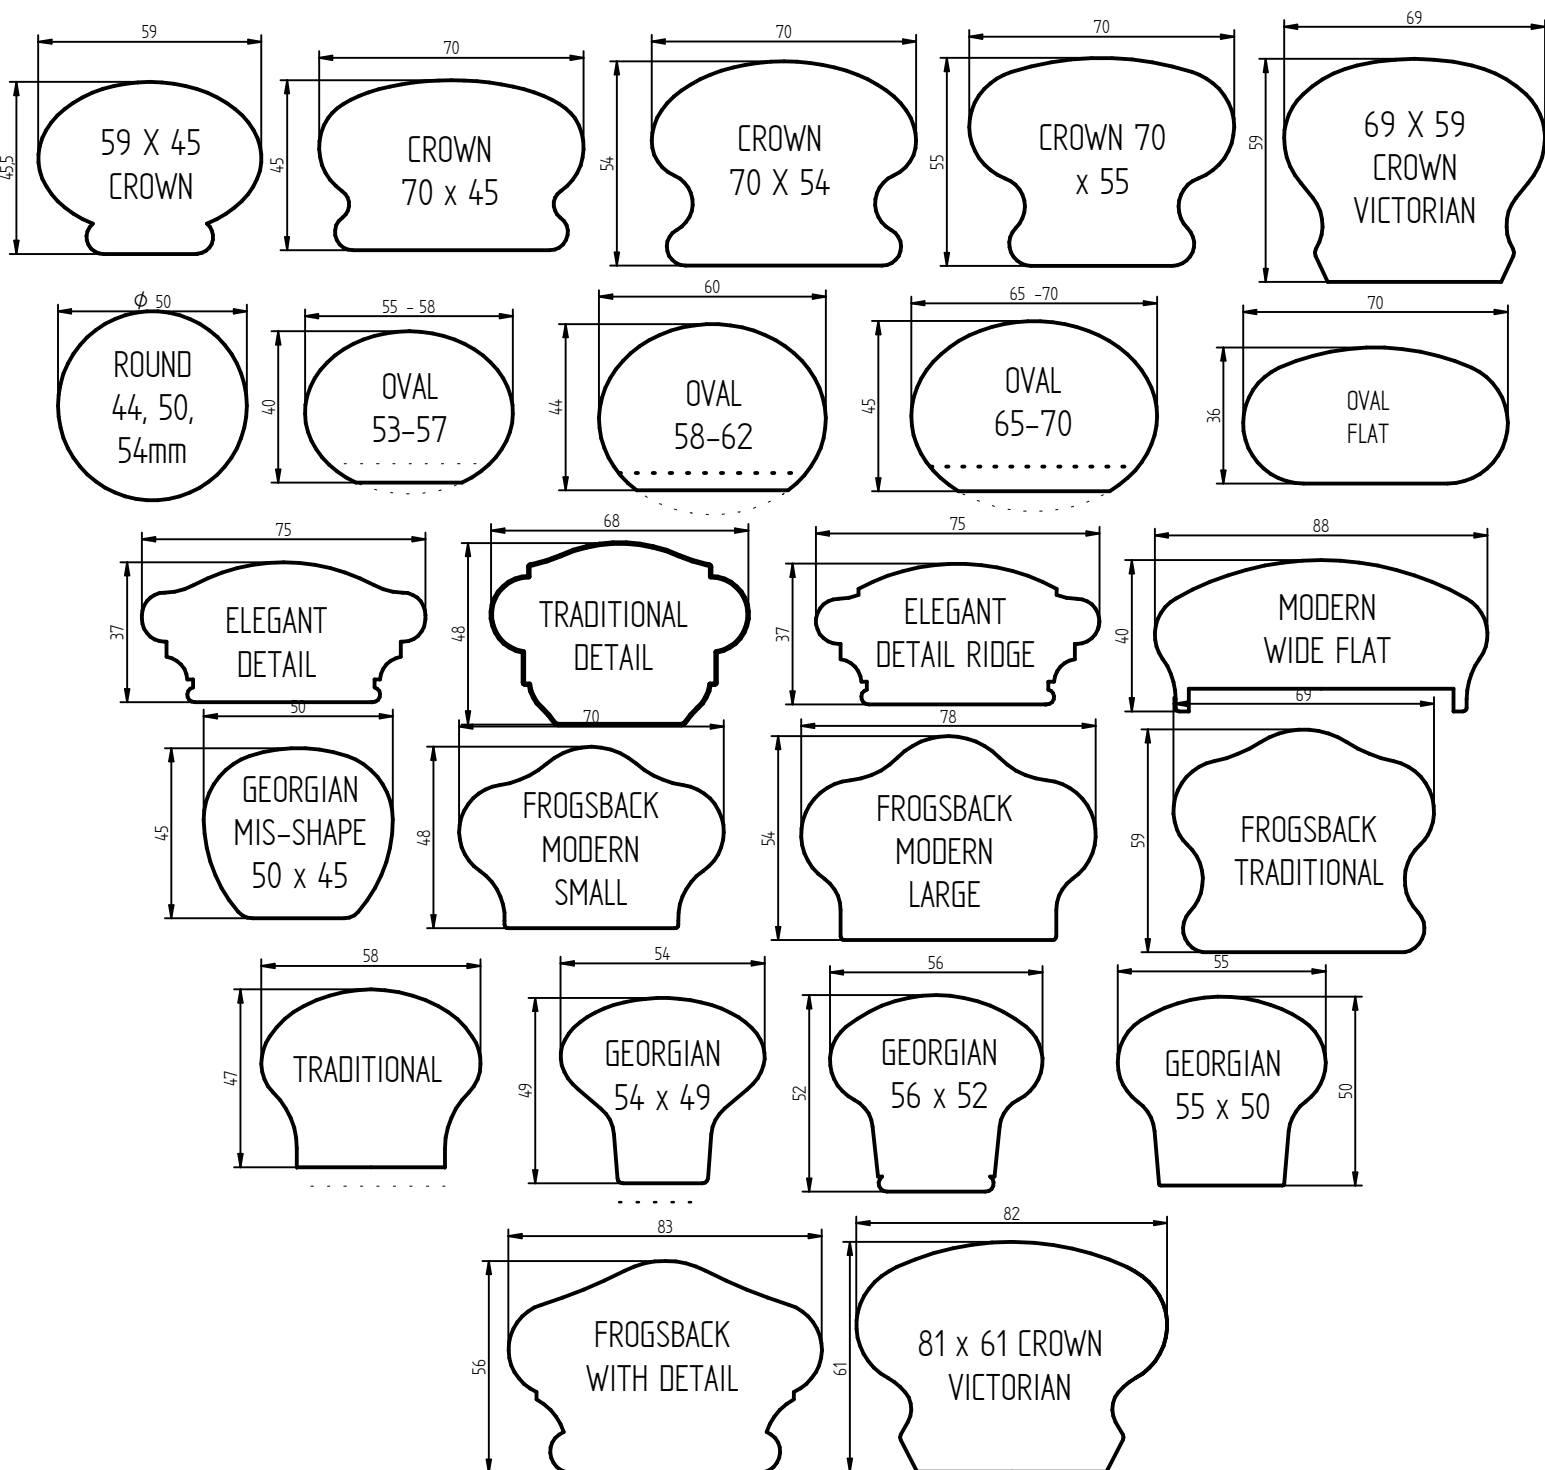 59
70
70
70
69
45,5
45
54
55
59
59 X 45
CROWN
CROWN
70 x 45
CROWN
70 X 54
CROWN 70
x 55
69 X 59
CROWN
VICTORIAN
ϕ 50
55 - 58
60
65 -70
70
40
44
45
36
ROUND
44, 50,
54mm
OVAL
53-57
OVAL
58-62
OVAL
65-70
OVAL
FLAT
75
68
75
88
37
48
37
40
ELEGANT
DETAIL
TRADITIONAL
DETAIL
ELEGANT
DETAIL RIDGE
MODERN
WIDE FLAT
50
70
78
69
45
48
54
59
GEORGIAN
MIS-SHAPE
50 x 45
FROGSBACK
MODERN
SMALL
FROGSBACK
MODERN
LARGE
FROGSBACK
TRADITIONAL
58
54
56
55
47
49
52
50
TRADITIONAL
GEORGIAN
54 x 49
GEORGIAN
56 x 52
GEORGIAN
55 x 50
83
82
56
61
FROGSBACK
WITH DETAIL
81 x 61 CROWN
VICTORIAN